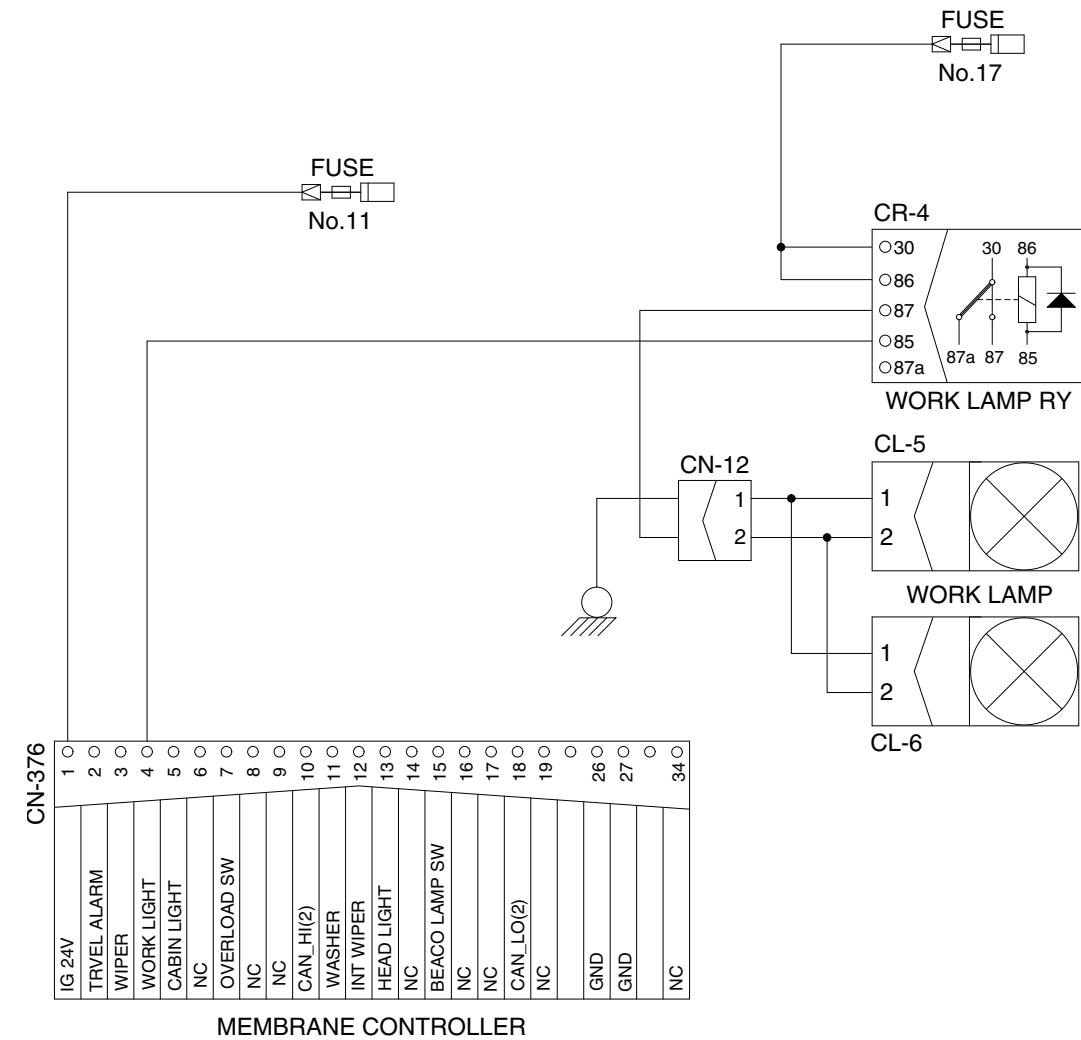 FUSE
No.17
FUSE
No.11
CR-4
30
86
87
85
87a
30 86
87a 87 85
WORK LAMP RY
CL-5
1
2
WORK LAMP
CN-12
1
2
1
2
CL-6
CN-376
1 2 3 4 5 6 7 8 9 10 11 12 13 14 15 16 17 18 19 26 27 34
IG 24V
TRVEL ALARM
WIPER
WORK LIGHT
CABIN LIGHT
NC
OVERLOAD SW
NC
NC
CAN_HI(2)
WASHER
INT WIPER
HEAD LIGHT
NC
BEACO LAMP SW
NC
NC
CAN_LO(2)
NC
GND
GND
NC
MEMBRANE CONTROLLER